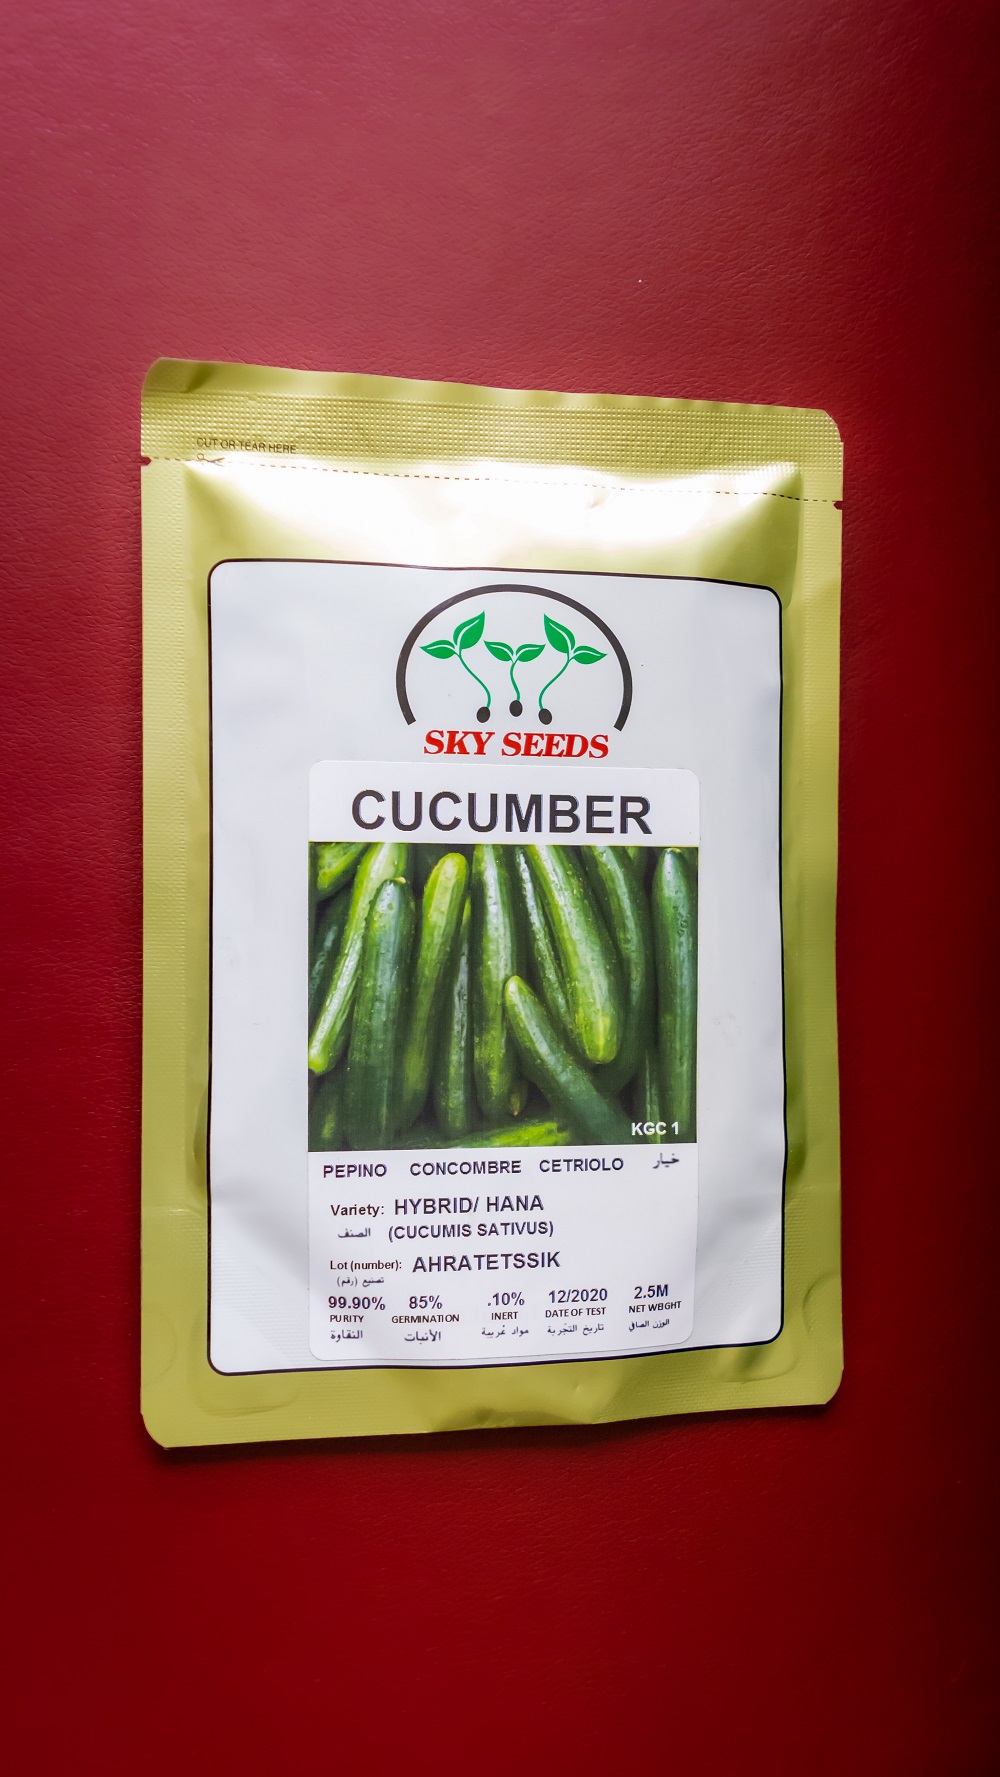 CUT OR TEAR HERE
SKY SEEDS
CUCUMBER
KGC 1
PEPINO CONCOMBRE CETRIOLO خيار
Variety: HYBRID/ HANA
الصنف (CUCUMIS SATIVUS)
Lot (number): AHRATETSSIK
تصنيع (رقم)
99.90% 85% .10% 12/2020 2.5M
PURITY GERMINATION INERT DATE OF TEST NET WEIGHT
النقاوة الأنبات مواد غريبة تاريخ التجربة الوزن الصافي